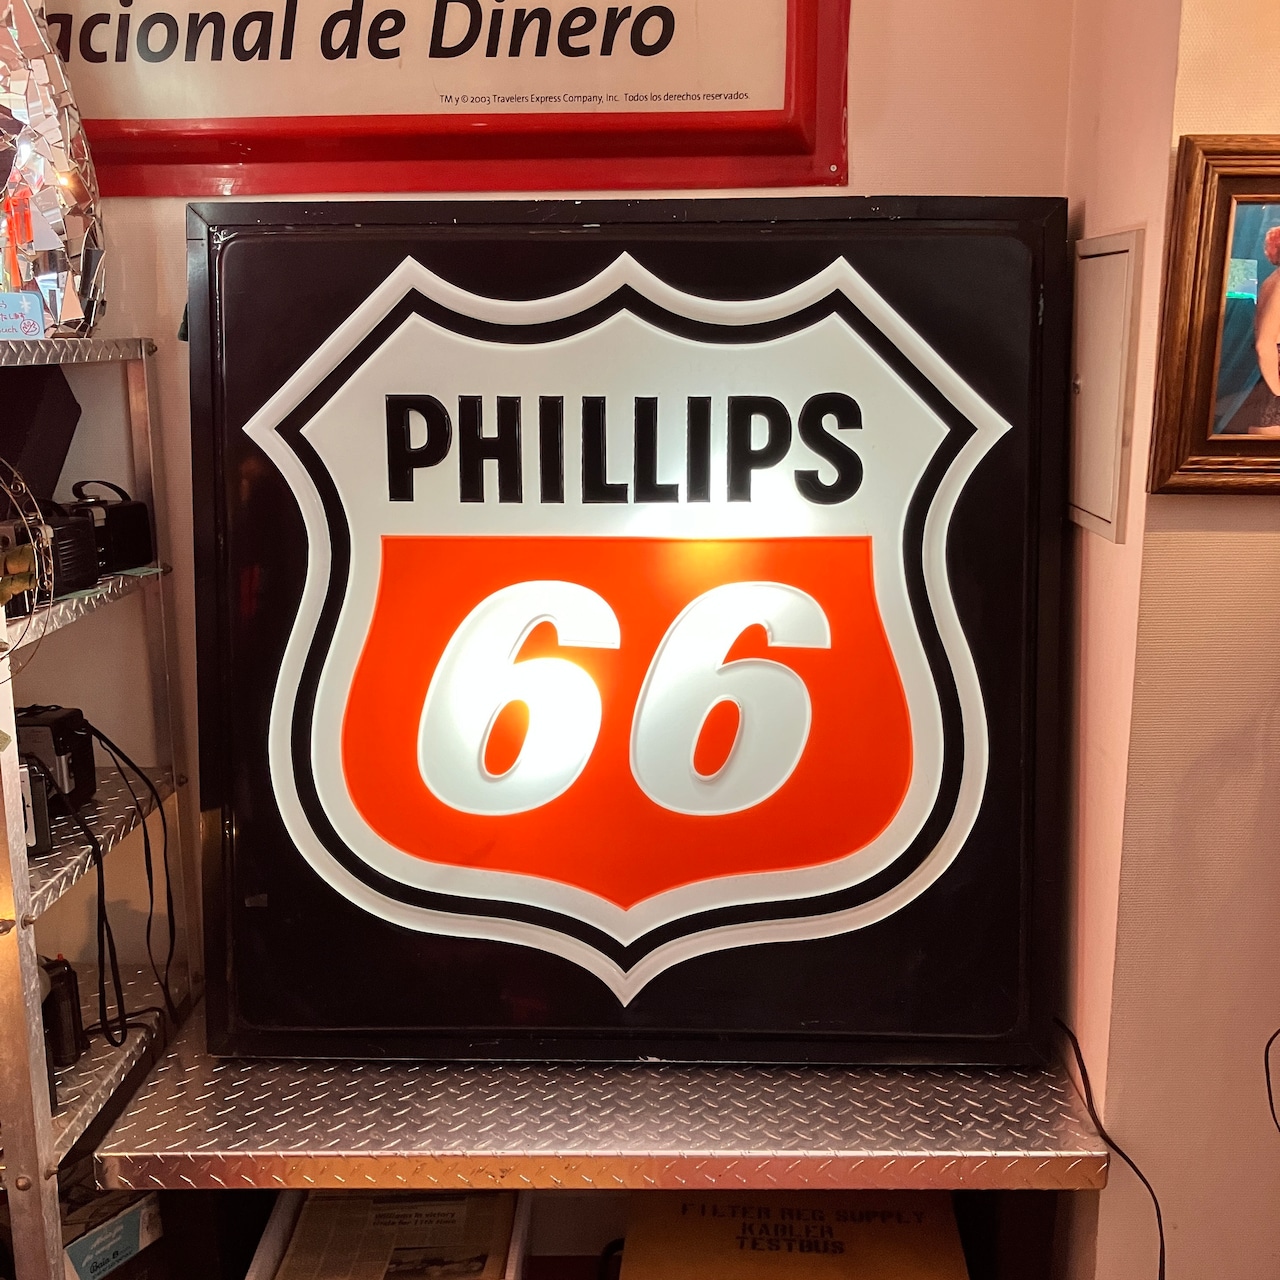 acional de Dinero
TM y © 2003 Travelers Express Company, Inc. Todos los derechos reservados.
PHILLIPS
66
FILTER REG SUPPLY
KABLER
TESTBUS